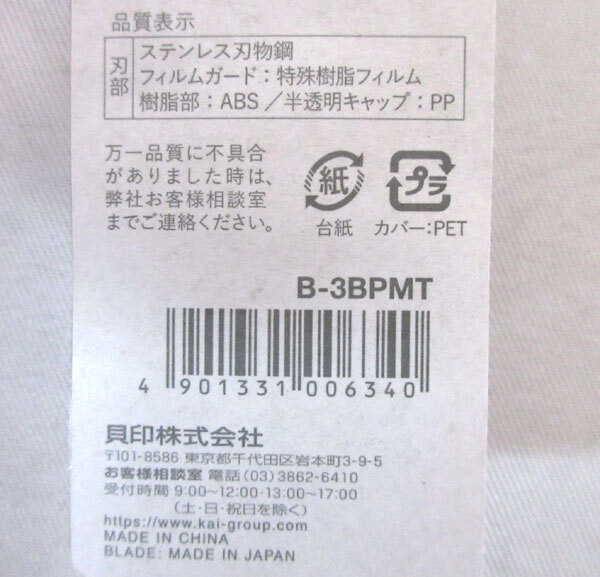 品質表示
刃部
ステンレス刃物鋼
フィルムガード：特殊樹脂フィルム
樹脂部：ABS／半透明キャップ：PP
万一品質に不具合
がありました時は、
弊社お客様相談室
までご連絡ください。
紙
台紙
プラ
カバー：PET
B-3BPMT
4 901331 006340
貝印株式会社
〒101-8586 東京都千代田区岩本町3-9-5
お客様相談室 電話(03)3862-6410
受付時間 9:00~12:00・13:00~17:00
（土・日・祝日を除く）
https://www.kai-group.com
MADE IN CHINA
BLADE: MADE IN JAPAN